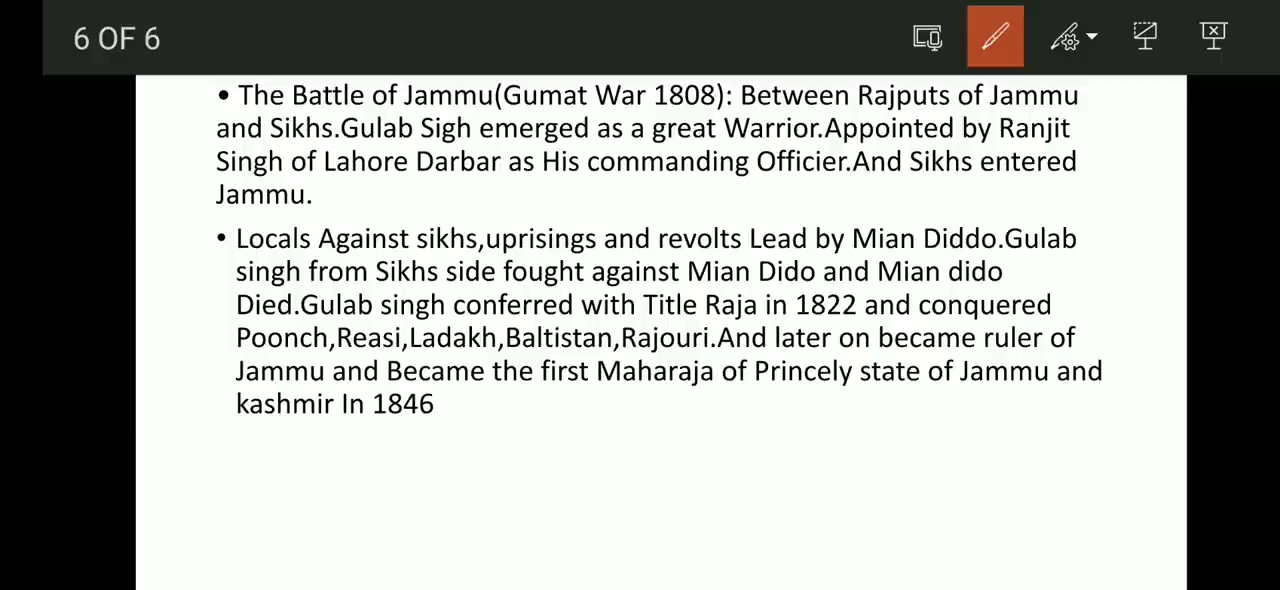 6 OF 6
• The Battle of Jammu(Gumat War 1808): Between Rajputs of Jammu
and Sikhs.Gulab Sigh emerged as a great Warrior.Appointed by Ranjit
Singh of Lahore Darbar as His commanding Officier.And Sikhs entered
Jammu.
• Locals Against sikhs,uprisings and revolts Lead by Mian Diddo.Gulab
singh from Sikhs side fought against Mian Dido and Mian dido
Died.Gulab singh conferred with Title Raja in 1822 and conquered
Poonch,Reasi,Ladakh,Baltistan,Rajouri.And later on became ruler of
Jammu and Became the first Maharaja of Princely state of Jammu and
kashmir In 1846